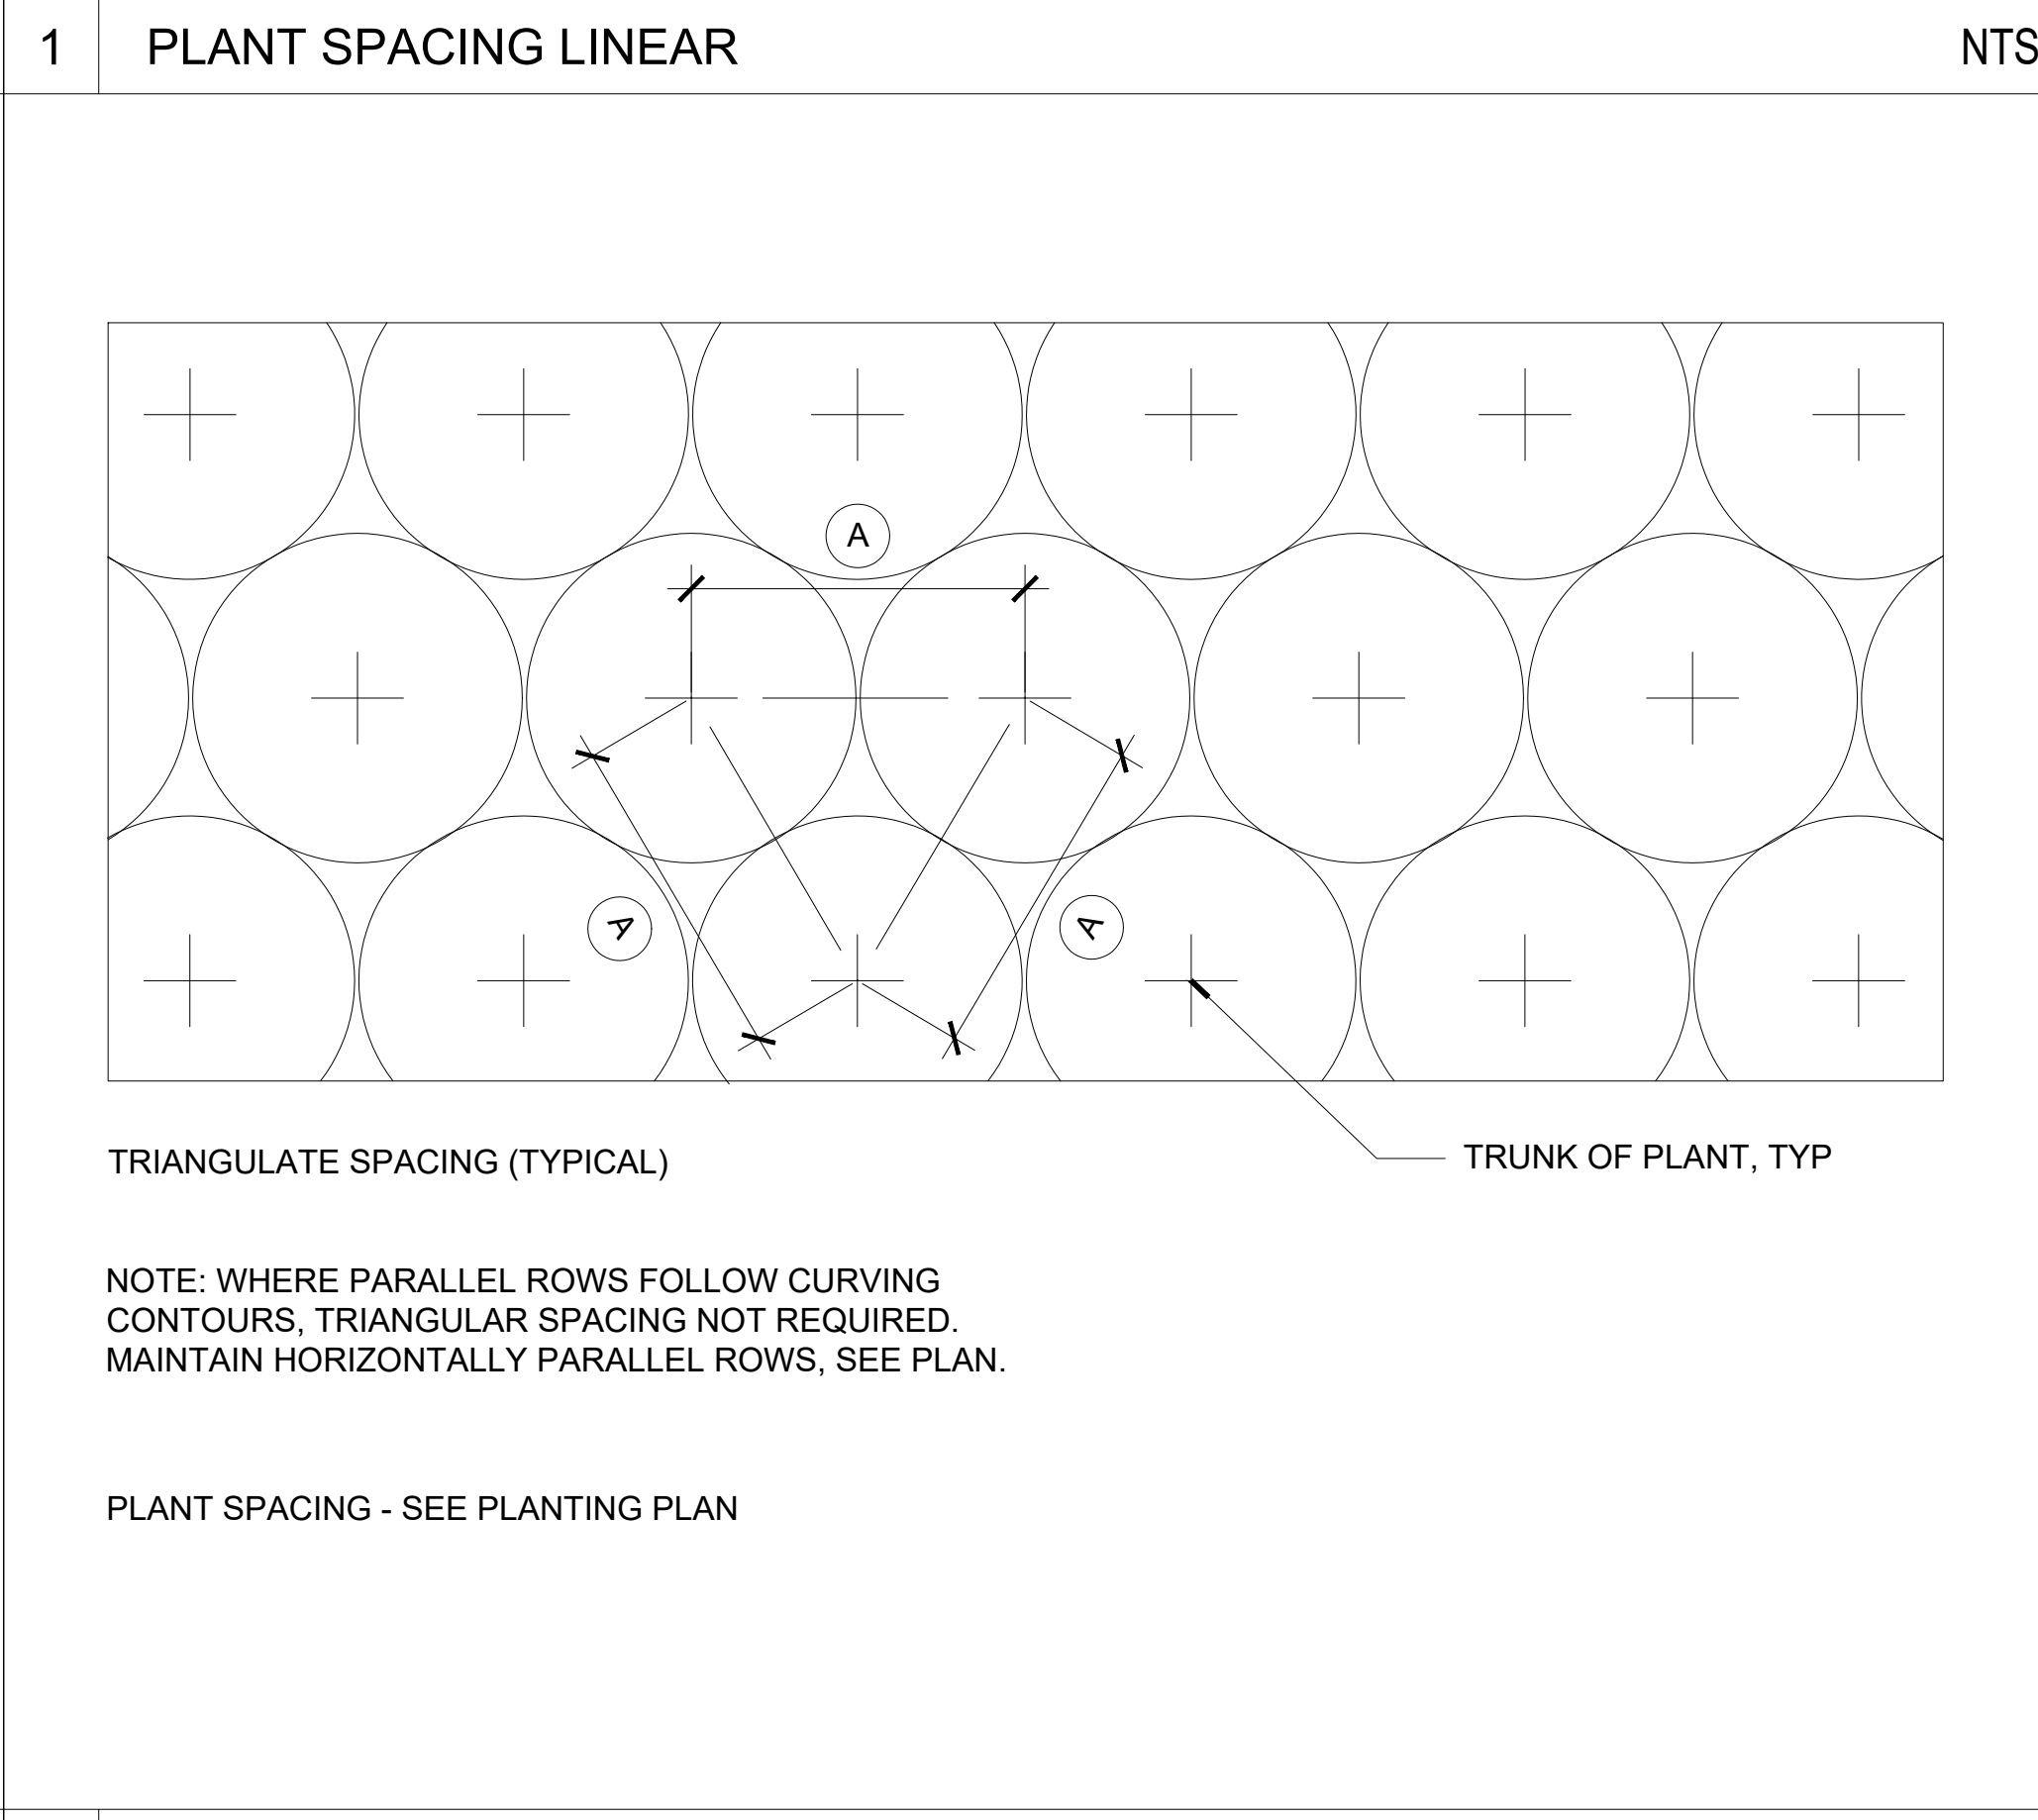 1 PLANT SPACING LINEAR NTS
A
A A
TRIANGULATE SPACING (TYPICAL)
TRUNK OF PLANT, TYP
NOTE: WHERE PARALLEL ROWS FOLLOW CURVING
CONTOURS, TRIANGULAR SPACING NOT REQUIRED.
MAINTAIN HORIZONTALLY PARALLEL ROWS, SEE PLAN.
PLANT SPACING - SEE PLANTING PLAN